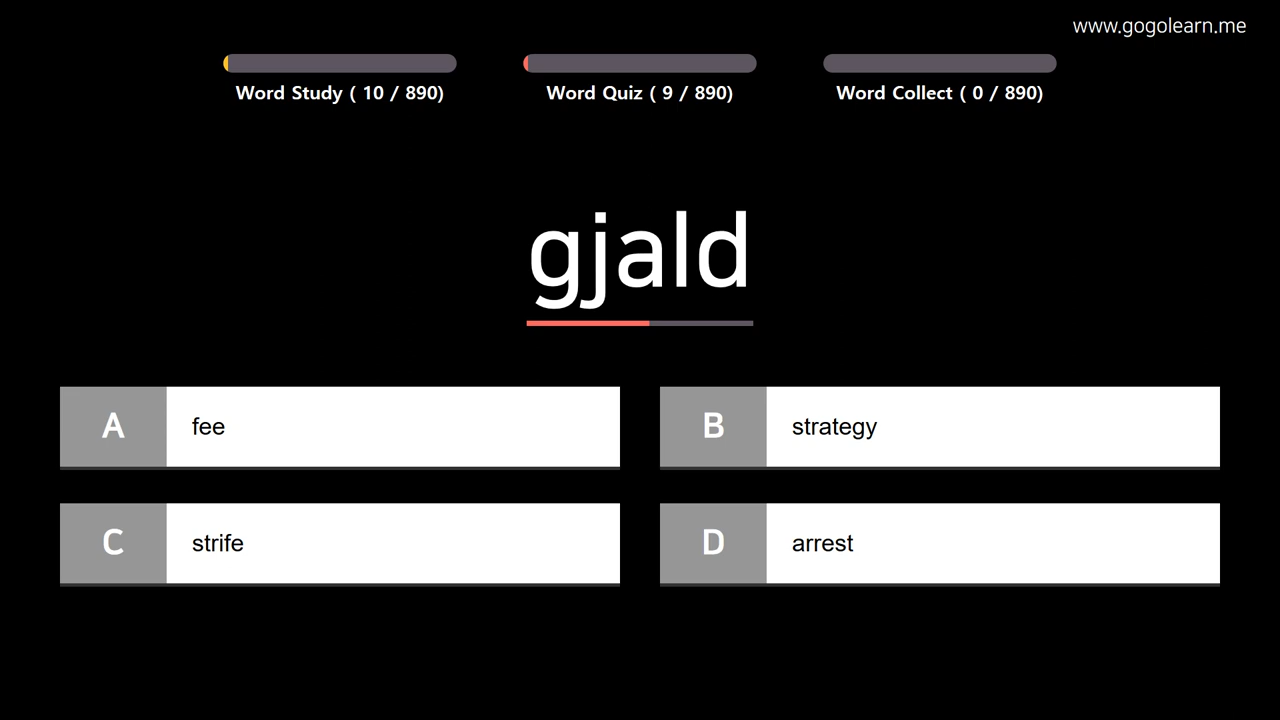 www.gogolearn.me
Word Study ( 10 / 890)
Word Quiz ( 9 / 890)
Word Collect ( 0 / 890)
gjald
A fee
B strategy
C strife
D arrest